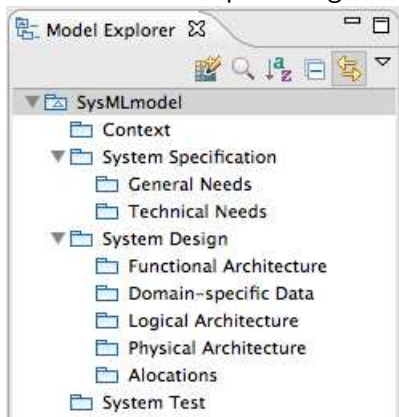 Model Explorer
SysMLmodel
Context
System Specification
General Needs
Technical Needs
System Design
Functional Architecture
Domain-specific Data
Logical Architecture
Physical Architecture
Alocations
System Test